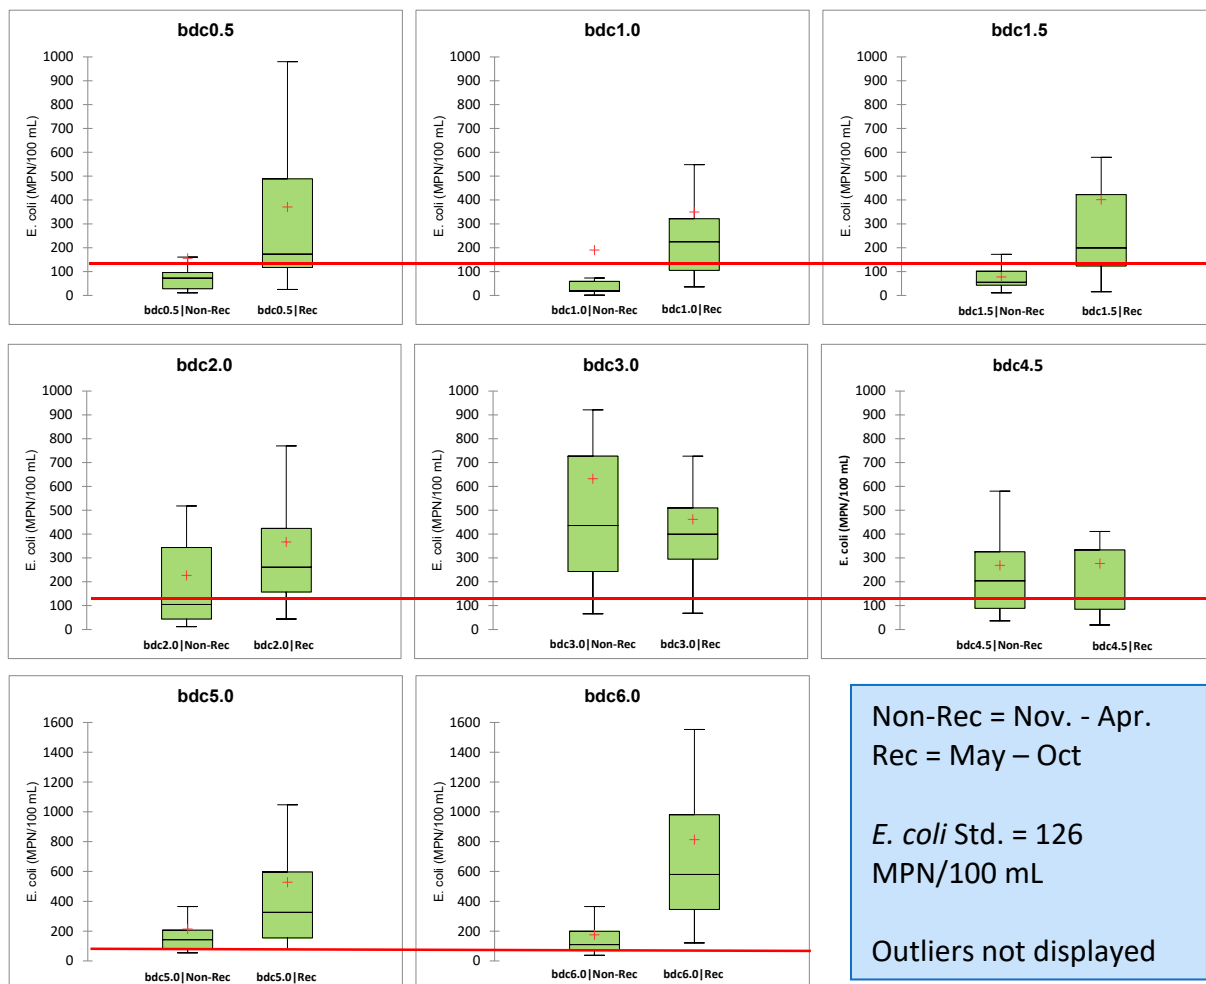 bdc0.5
1000
900
800
700
600
500
400
300
200
100
0
E. coli (MPN/100 mL)
bdc0.5|Non-Rec bdc0.5|Rec
bdc1.0
1000
900
800
700
600
500
400
300
200
100
0
E. coli (MPN/100 mL)
bdc1.0|Non-Rec bdc1.0|Rec
bdc1.5
1000
900
800
700
600
500
400
300
200
100
0
E. coli (MPN/100 mL)
bdc1.5|Non-Rec bdc1.5|Rec
bdc2.0
1000
900
800
700
600
500
400
300
200
100
0
E. coli (MPN/100 mL)
bdc2.0|Non-Rec bdc2.0|Rec
bdc3.0
1000
900
800
700
600
500
400
300
200
100
0
E. coli (MPN/100 mL)
bdc3.0|Non-Rec bdc3.0|Rec
bdc4.5
1000
900
800
700
600
500
400
300
200
100
0
E. coli (MPN/100 mL)
bdc4.5|Non-Rec bdc4.5|Rec
bdc5.0
1600
1400
1200
1000
800
600
400
200
0
E. coli (MPN/100 mL)
bdc5.0|Non-Rec bdc5.0|Rec
bdc6.0
1600
1400
1200
1000
800
600
400
200
0
E. coli (MPN/100 mL)
bdc6.0|Non-Rec bdc6.0|Rec
Non-Rec = Nov. - Apr.
Rec = May – Oct
E. coli Std. = 126
MPN/100 mL
Outliers not displayed